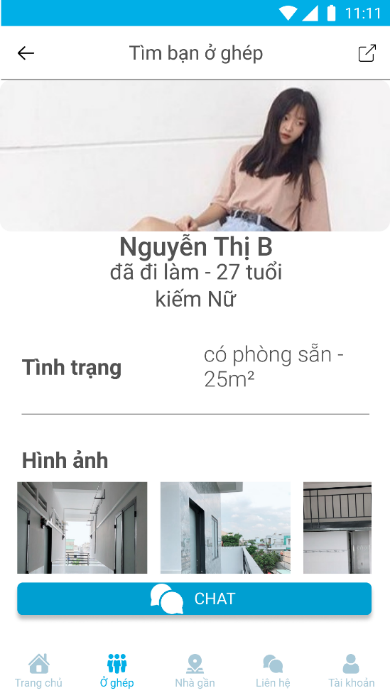 11:11
Tìm bạn ở ghép
Nguyễn Thị B
đã đi làm - 27 tuổi
kiếm Nữ
Tình trạng
có phòng sẵn -
25m²
Hình ảnh
CHAT
Trang chủ
Ở ghép
Nhà gần
Liên hệ
Tài khoản